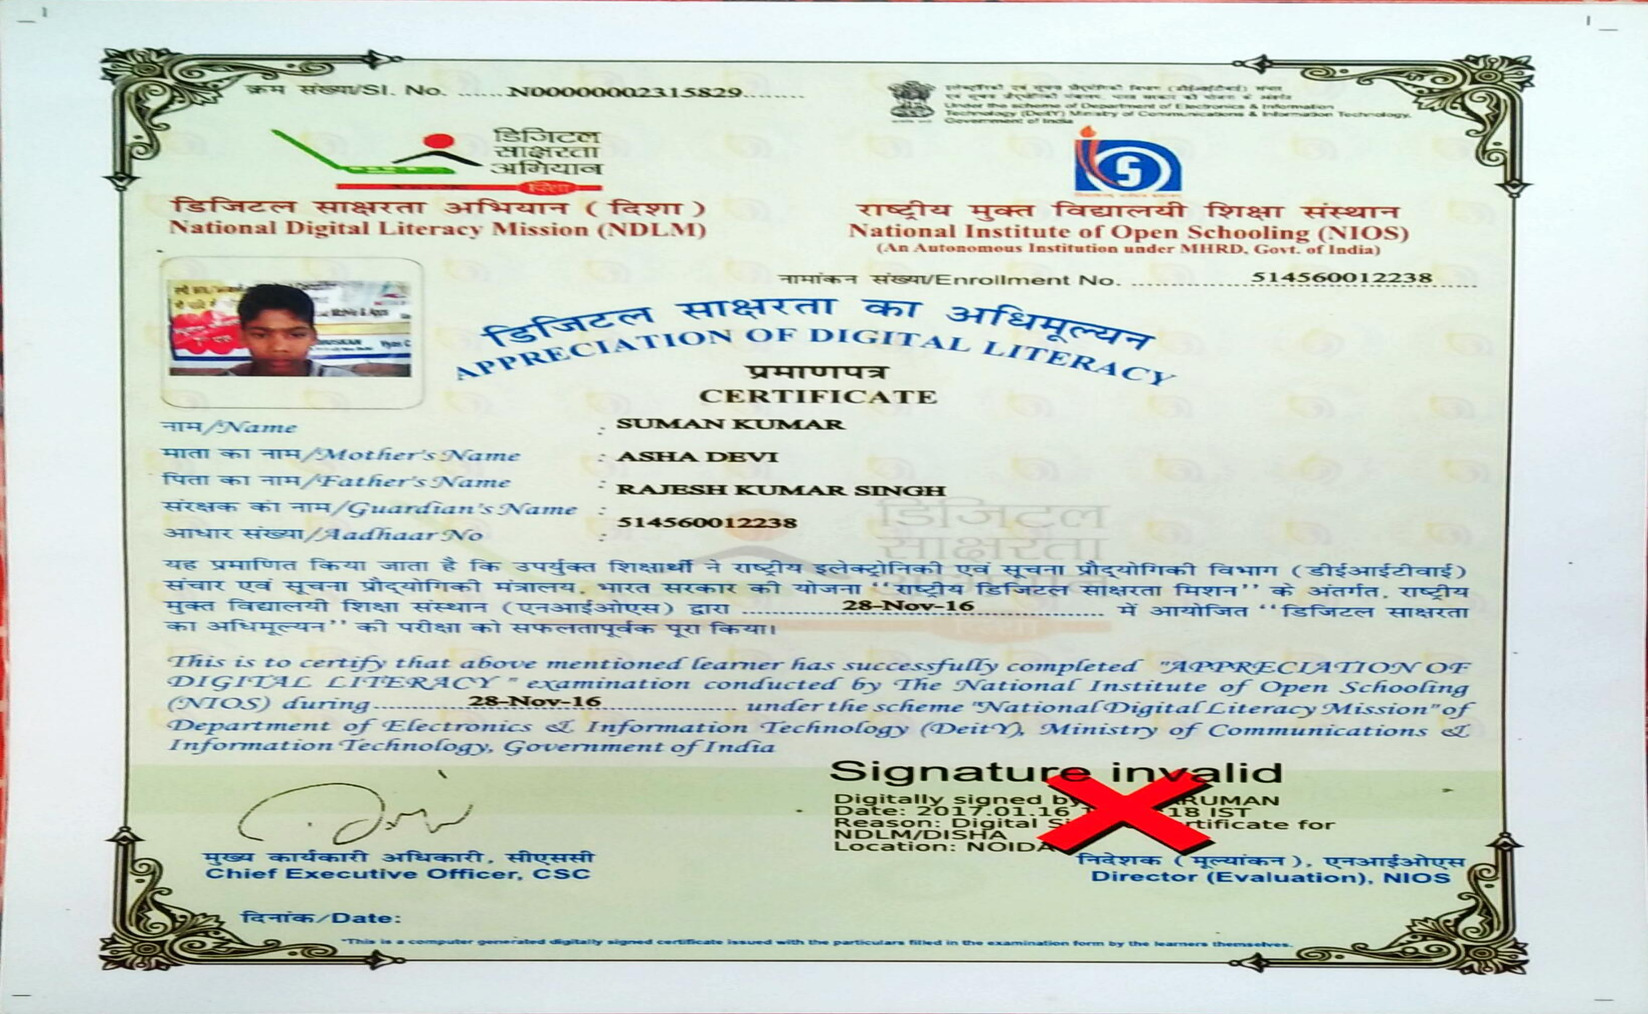 क्रम संख्या/Sl. No. ......N00000002315829........
Under the scheme of Department of Electronics & Information
Technology (DeitY) Ministry of Communications & Information Technology,
Government of India
डिजिटल
साक्षरता
अभियान
डिजिटल साक्षरता अभियान ( दिशा )
National Digital Literacy Mission (NDLM)
राष्ट्रीय मुक्त विद्यालयी शिक्षा संस्थान
National Institute of Open Schooling (NIOS)
(An Autonomous Institution under MHRD, Govt. of India)
नामांकन संख्या/Enrollment No. ................514560012238......
डिजिटल साक्षरता का अधिमूल्यन
APPRECIATION OF DIGITAL LITERACY
प्रमाणपत्र
CERTIFICATE
नाम/Name : SUMAN KUMAR
माता का नाम/Mother's Name : ASHA DEVI
पिता का नाम/Father's Name : RAJESH KUMAR SINGH
संरक्षक का नाम/Guardian's Name :
514560012238
आधार संख्या/Aadhaar No :
डिजिटल
साक्षरता
यह प्रमाणित किया जाता है कि उपर्युक्त शिक्षार्थी ने राष्ट्रीय इलेक्ट्रोनिकी एवं सूचना प्रौद्योगिकी विभाग (डीईआईटीवाई)
संचार एवं सूचना प्रौद्योगिकी मंत्रालय, भारत सरकार की योजना ‘‘राष्ट्रीय डिजिटल साक्षरता मिशन’’ के अंतर्गत, राष्ट्रीय
मुक्त विद्यालयी शिक्षा संस्थान (एनआईओएस) द्वारा ...............28-Nov-16.................... में आयोजित ‘‘डिजिटल साक्षरता
का अधिमूल्यन’’ की परीक्षा को सफलतापूर्वक पूरा किया।
This is to certify that above mentioned learner has successfully completed "APPRECIATION OF
DIGITAL LITERACY " examination conducted by The National Institute of Open Schooling
(NIOS) during...............28-Nov-16..................... under the scheme "National Digital Literacy Mission" of
Department of Electronics & Information Technology (DeitY), Ministry of Communications &
Information Technology, Government of India
Signature invalid
Digitally signed by RUMAN
Date: 2017.01.16 18 IST
Reason: Digital ertificate for
NDLM/DISHA
Location: NOIDA
मुख्य कार्यकारी अधिकारी, सीएससी
Chief Executive Officer, CSC
निदेशक ( मूल्यांकन ), एनआईओएस
Director (Evaluation), NIOS
दिनांक/Date:
*This is a computer generated digitally signed certificate issued with the particulars filled in the examination form by the learners themselves.